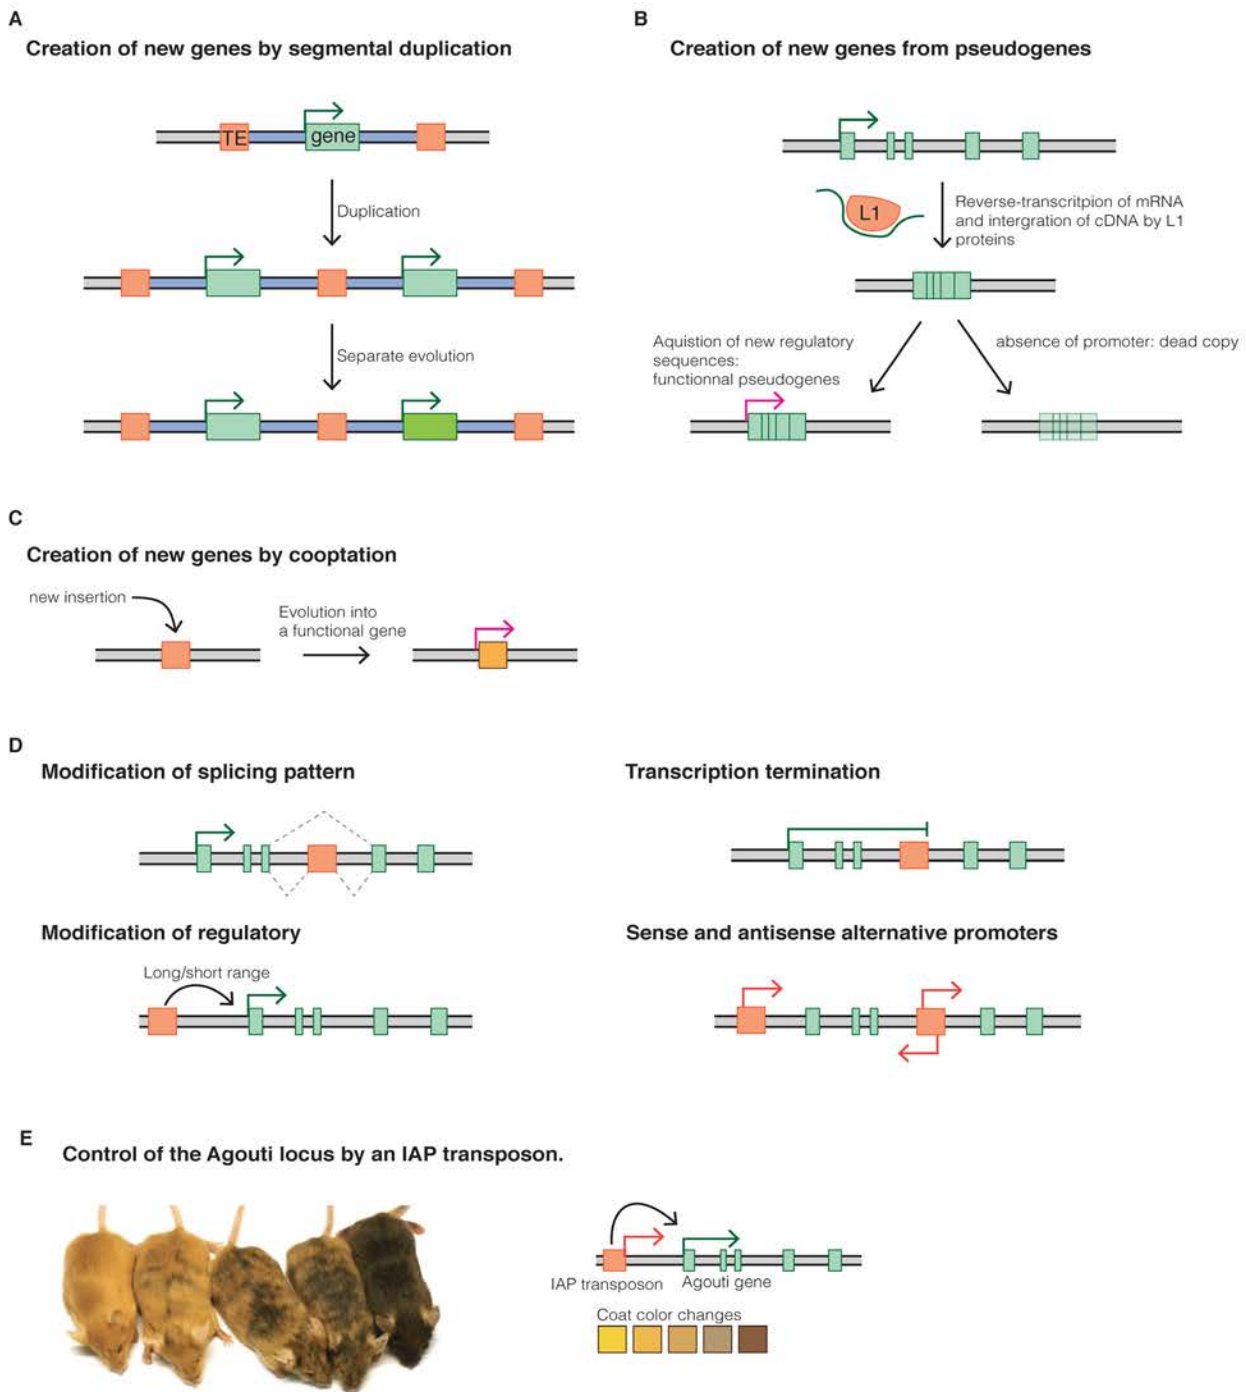 A
Creation of new genes by segmental duplication
TE
gene
Duplication
Separate evolution
B
Creation of new genes from pseudogenes
L1
Reverse-transcritpion of mRNA
and intergration of cDNA by L1
proteins
Aquistion of new regulatory
sequences:
functionnal pseudogenes
absence of promoter: dead copy
C
Creation of new genes by cooptation
new insertion
Evolution into
a functional gene
D
Modification of splicing pattern
Transcription termination
Modification of regulatory
Long/short range
Sense and antisense alternative promoters
E
Control of the Agouti locus by an IAP transposon.
IAP transposon
Agouti gene
Coat color changes